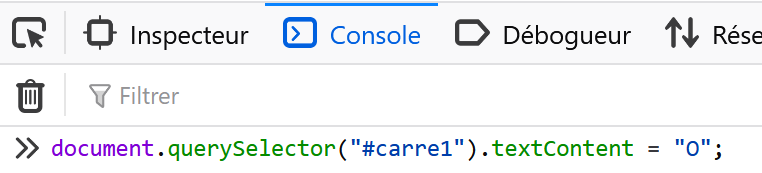 Inspecteur Console Débogueur Rése
Filtrer
document.querySelector("#carre1").textContent = "O";